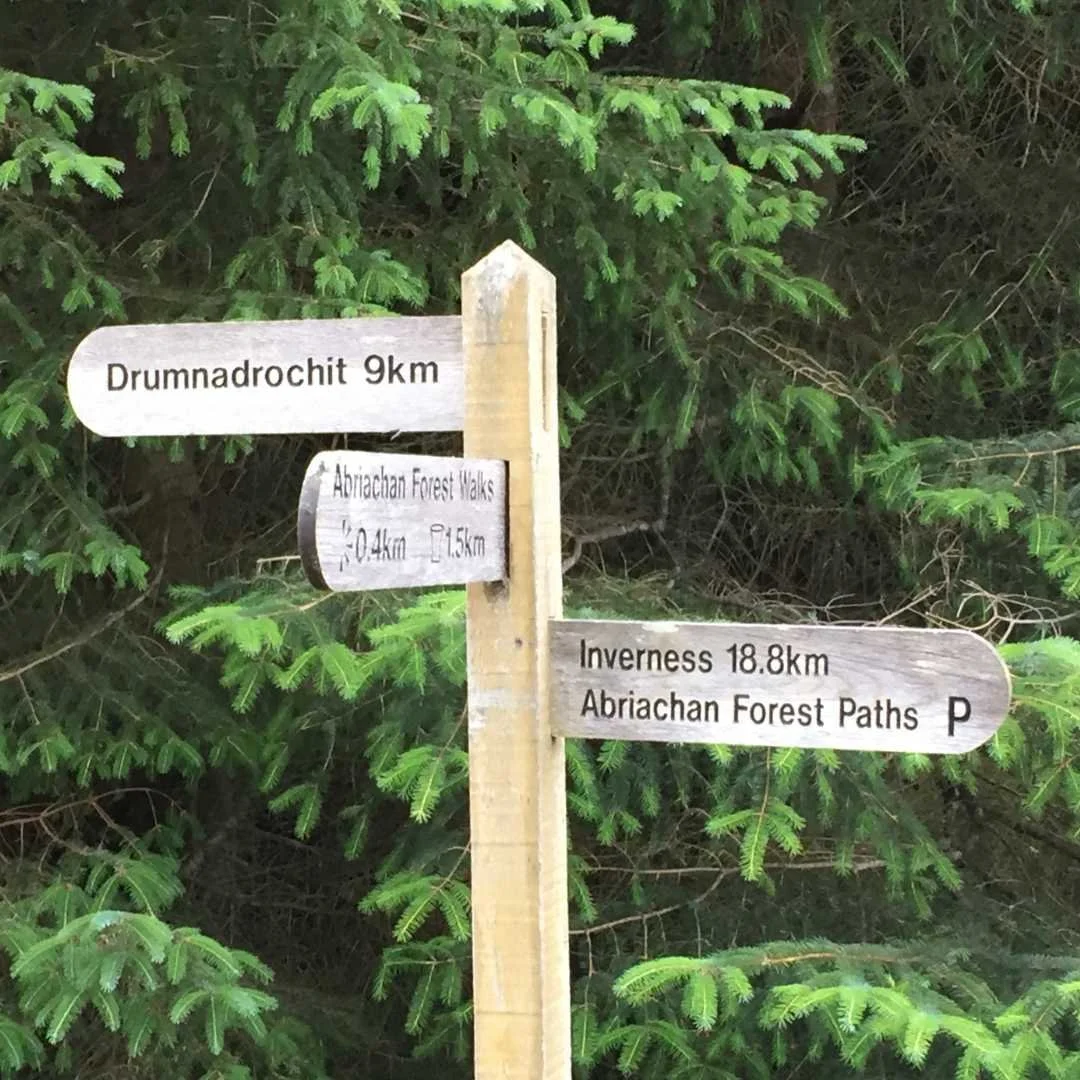 Drumnadrochit 9km
Abriachan Forest Walks
0.4km 1.5km
Inverness 18.8km
Abriachan Forest Paths P